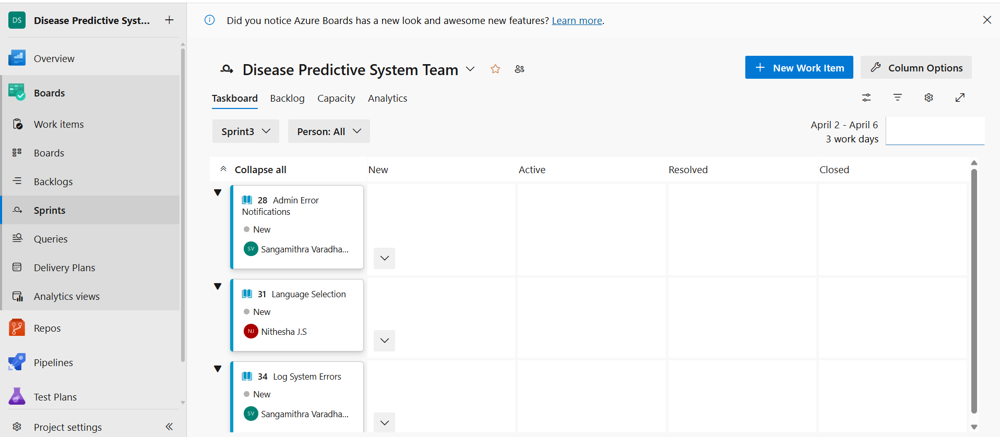 DS Disease Predictive Syst...
Overview
Boards
Work items
Boards
Backlogs
Sprints
Queries
Delivery Plans
Analytics views
Repos
Pipelines
Test Plans
Project settings
Did you notice Azure Boards has a new look and awesome new features? Learn more.
Disease Predictive System Team
New Work Item
Column Options
Taskboard Backlog Capacity Analytics
Sprint3 Person: All
April 2 - April 6
3 work days
Collapse all New Active Resolved Closed
28 Admin Error
Notifications
New
SV Sangamithra Varadha...
31 Language Selection
New
NJ Nithesha J.S
34 Log System Errors
New
SV Sangamithra Varadha...